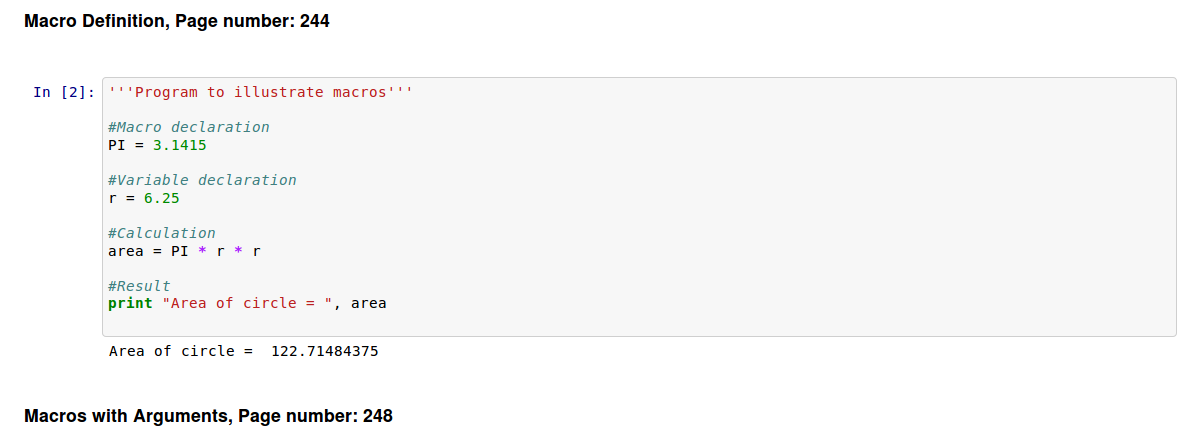 Macro Definition, Page number: 244
In [2]: '''Program to illustrate macros'''
#Macro declaration
PI = 3.1415
#Variable declaration
r = 6.25
#Calculation
area = PI * r * r
#Result
print "Area of circle = ", area
Area of circle =  122.71484375
Macros with Arguments, Page number: 248